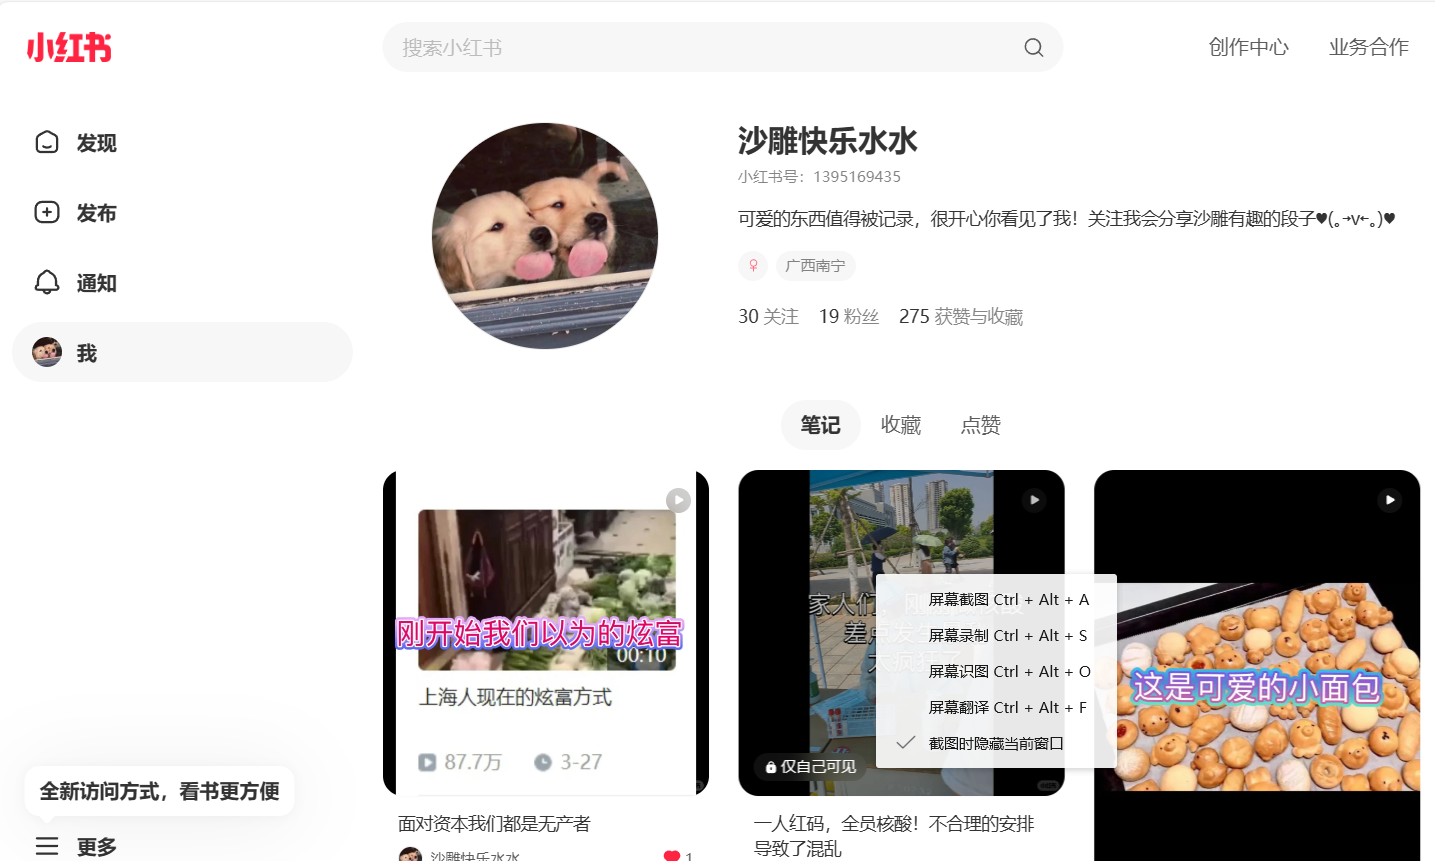 小红书
搜索小红书
创作中心
业务合作
发现
发布
通知
我
沙雕快乐水水
小红书号：1395169435
可爱的东西值得被记录，很开心你看见了我！关注我会分享沙雕有趣的段子♥(｡→v←｡)♥
♀
广西南宁
30 关注 19 粉丝 275 获赞与收藏
笔记 收藏 点赞
刚开始我们以为的炫富
00:10
上海人现在的炫富方式
87.7万 3-27
面对资本我们都是无产者
沙雕快乐水水 1
家人们，刚
差点发生
太疯狂了
仅自己可见
一人红码，全员核酸！不合理的安排
导致了混乱
屏幕截图 Ctrl + Alt + A
屏幕录制 Ctrl + Alt + S
屏幕识图 Ctrl + Alt + O
屏幕翻译 Ctrl + Alt + F
截图时隐藏当前窗口
这是可爱的小面包
全新访问方式，看书更方便
更多